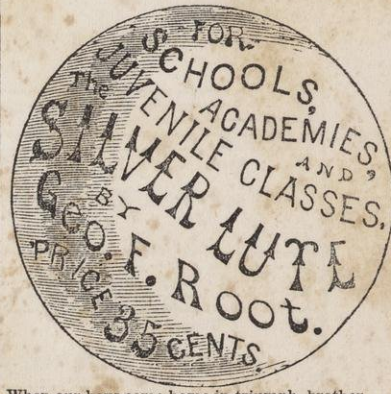 FOR
SCHOOLS,
ACADEMIES,
AND
JUVENILE CLASSES.
The
SILVER LUTE
BY
GEO. F. ROOT.
PRICE 35 CENTS.